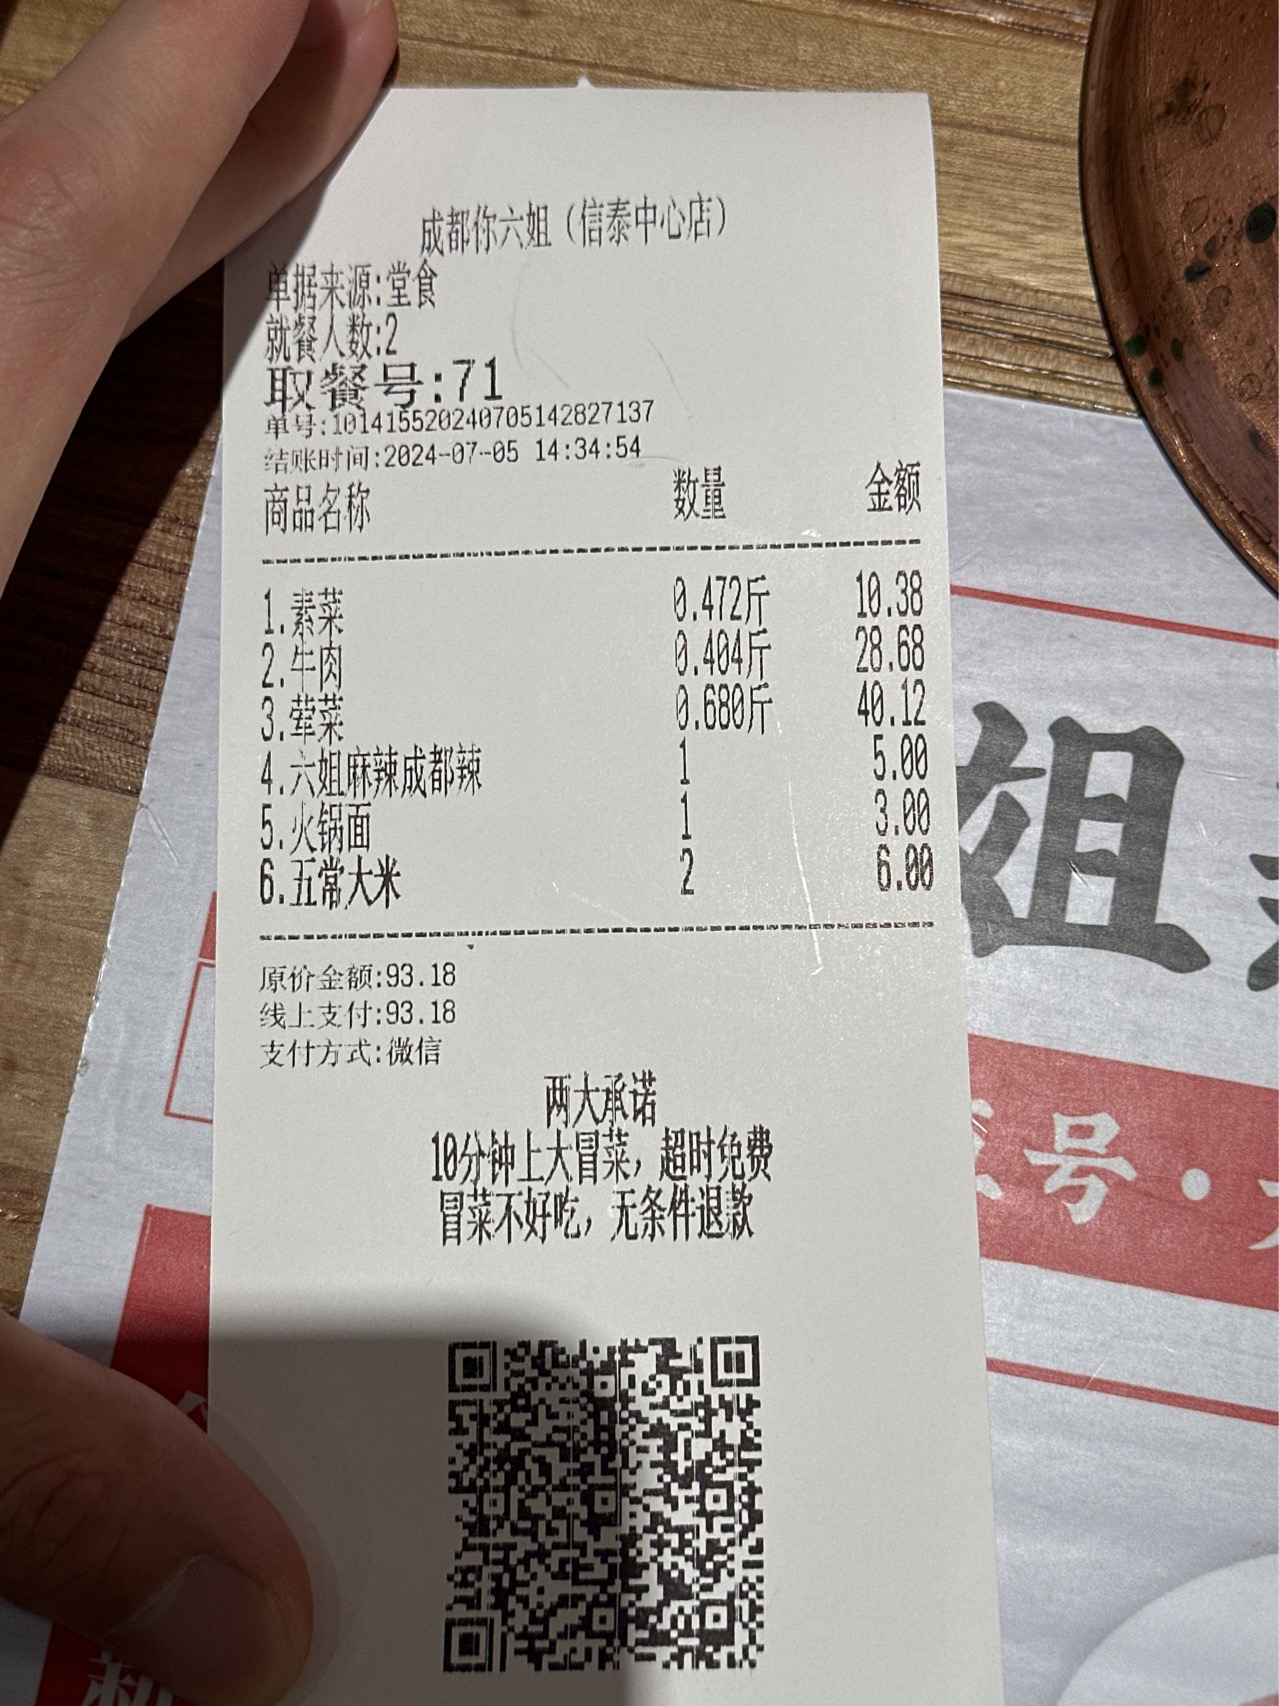 成都你六姐（信泰中心店）
单据来源:堂食
就餐人数:2
取餐号:71
单号:10141552024070514282​7137
结账时间:2024-07-05 14:34:54
商品名称 数量 金额
1.素菜 0.472斤 10.38
2.牛肉 0.404斤 28.68
3.荤菜 0.680斤 40.12
4.六姐麻辣成都辣 1 5.00
5.火锅面 1 3.00
6.五常大米 2 6.00
原价金额:93.18
线上支付:93.18
支付方式:微信
两大承诺
10分钟上大冒菜，超时免费
冒菜不好吃，无条件退款
姐
号·